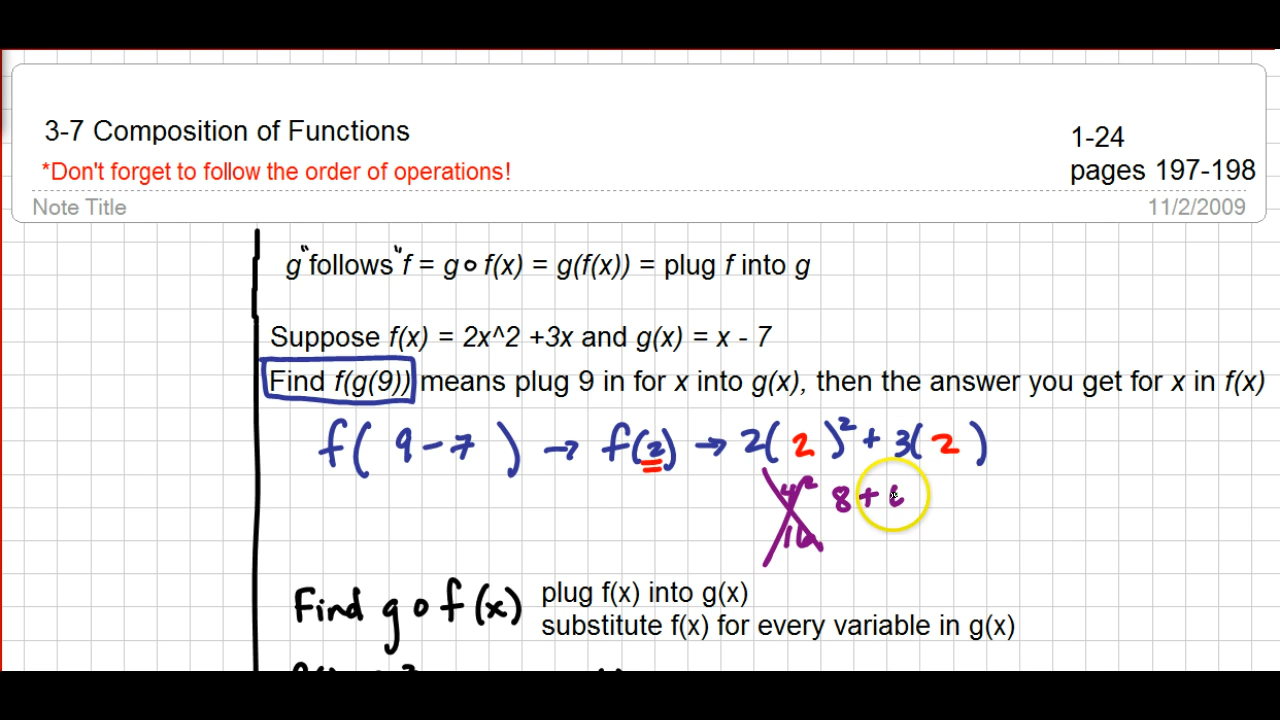 3-7 Composition of Functions
1-24
*Don't forget to follow the order of operations!
pages 197-198
Note Title
11/2/2009
g "follows" f = g o f(x) = g(f(x)) = plug f into g
Suppose f(x) = 2x^2 +3x and g(x) = x - 7
Find f(g(9)) means plug 9 in for x into g(x), then the answer you get for x in f(x)
f( 9 - 7 ) → f(2) → 2( 2 )² + 3( 2 )
4² 8 +
16
Find g o f(x) plug f(x) into g(x)
substitute f(x) for every variable in g(x)